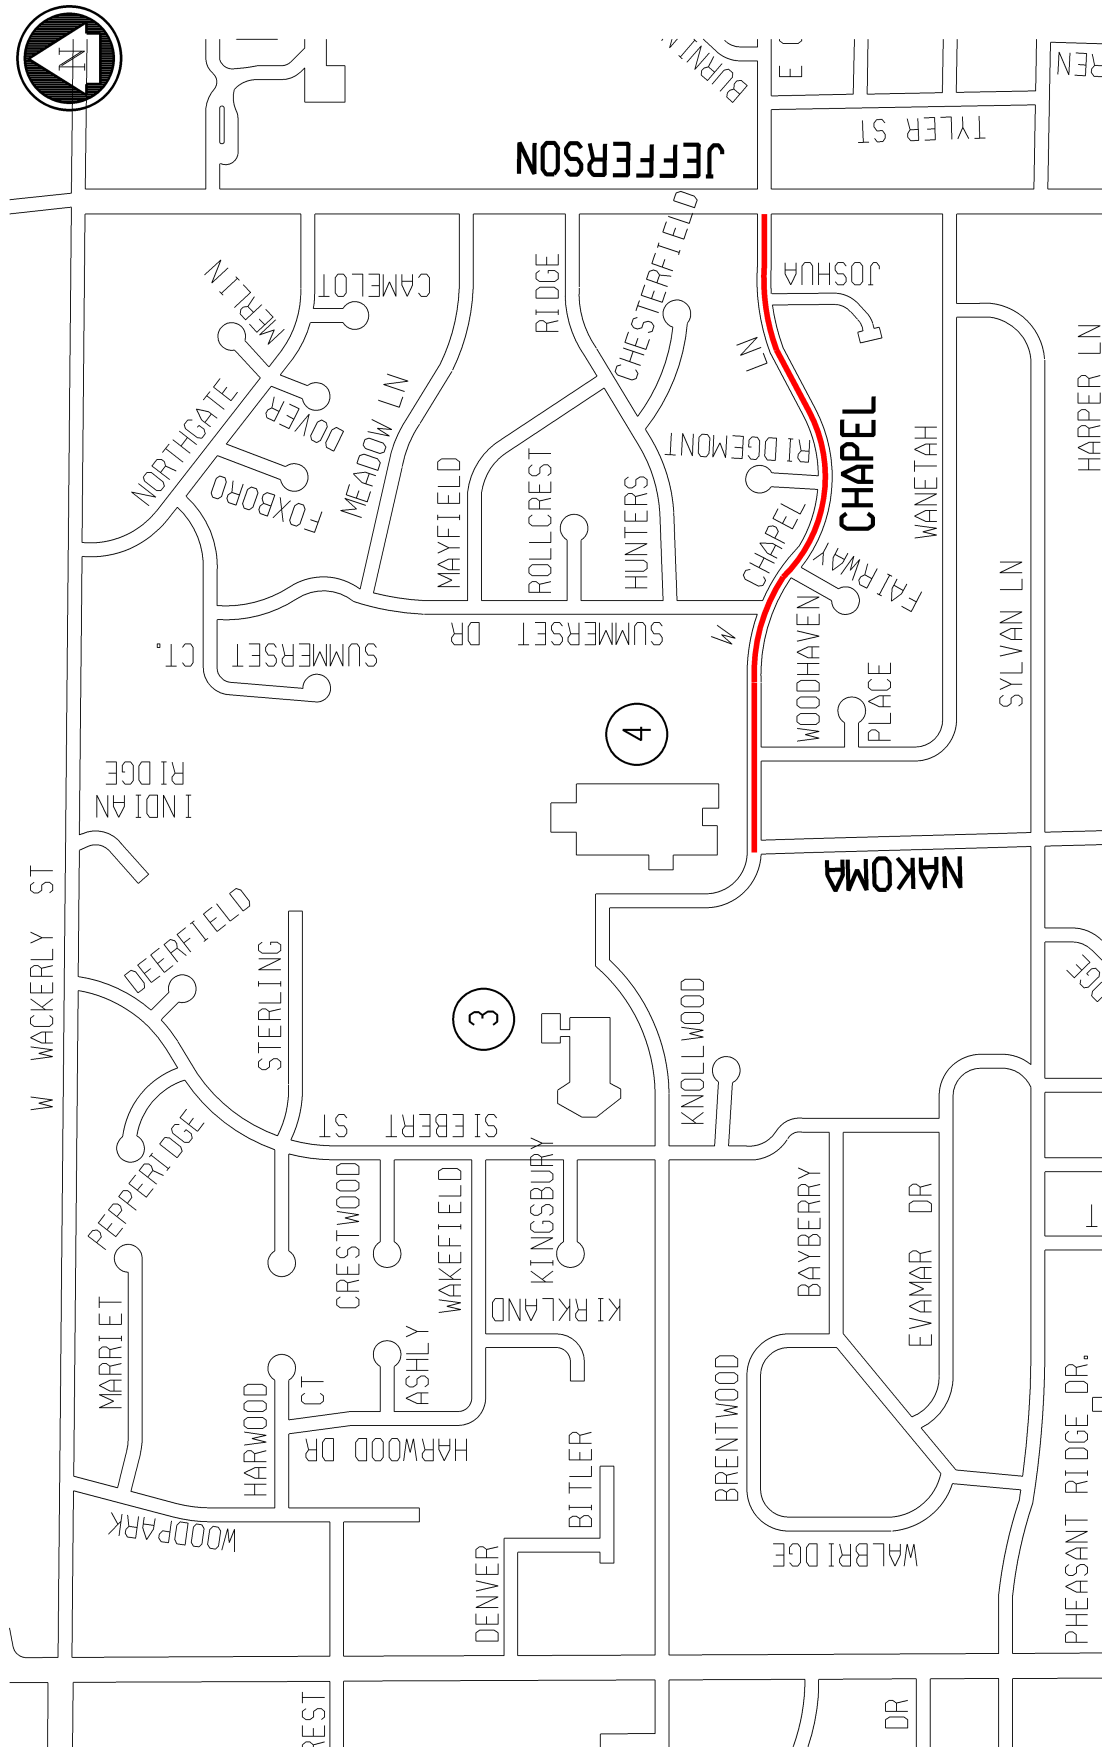 N
BURNIN
TYLER ST
JEFFERSON
MERLIN
CAMELOT
RIDGE
CHESTERFIELD
JOSHUA
LN
HARPER LN
NORTHGATE
DOVER
MEADOW LN
FOXBORO
MAYFIELD
ROLLCREST
HUNTERS
RIDGEMONT
CHAPEL
CHAPEL
WANETAH
FAIRWAY
SUMMERSET CT.
SUMMERSET DR
W
WOODHAVEN
PLACE
SYLVAN LN
4
INDIAN
RIDGE
NAKOMA
W WACKERLY ST
DEERFIELD
STERLING
3
KNOLLWOOD
PEPPERIDGE
SIEBERT ST
CRESTWOOD
WAKEFIELD
KINGSBURY
BAYBERRY
EVAMAR DR
KIRKLAND
MARRIET
HARWOOD
CT
ASHLY
HARWOOD DR
BRENTWOOD
BITLER
WOODPARK
DENVER
WALBRIDGE
PHEASANT RIDGE DR.
REST
DR